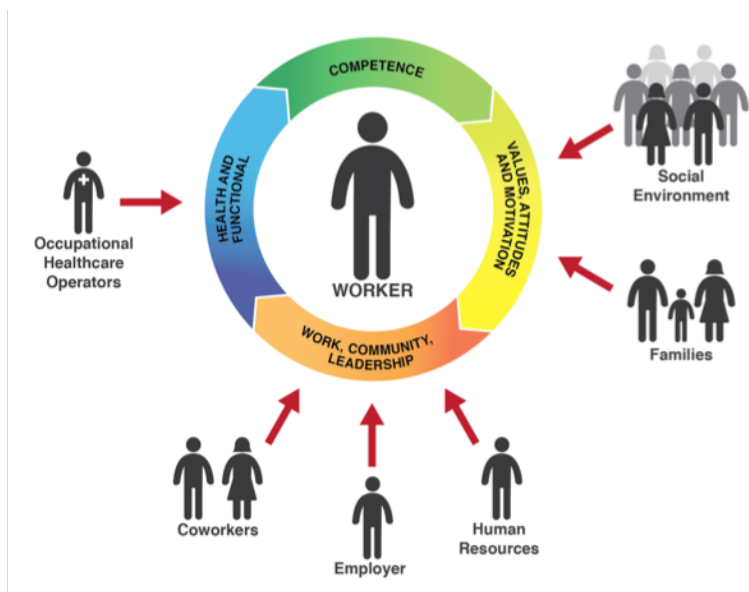 COMPETENCE
VALUES, ATTITUDES
AND MOTIVATION
HEALTH AND
FUNCTIONAL
WORKER
WORK, COMMUNITY,
LEADERSHIP
Social
Environment
Occupational
Healthcare
Operators
Families
Coworkers
Employer
Human
Resources